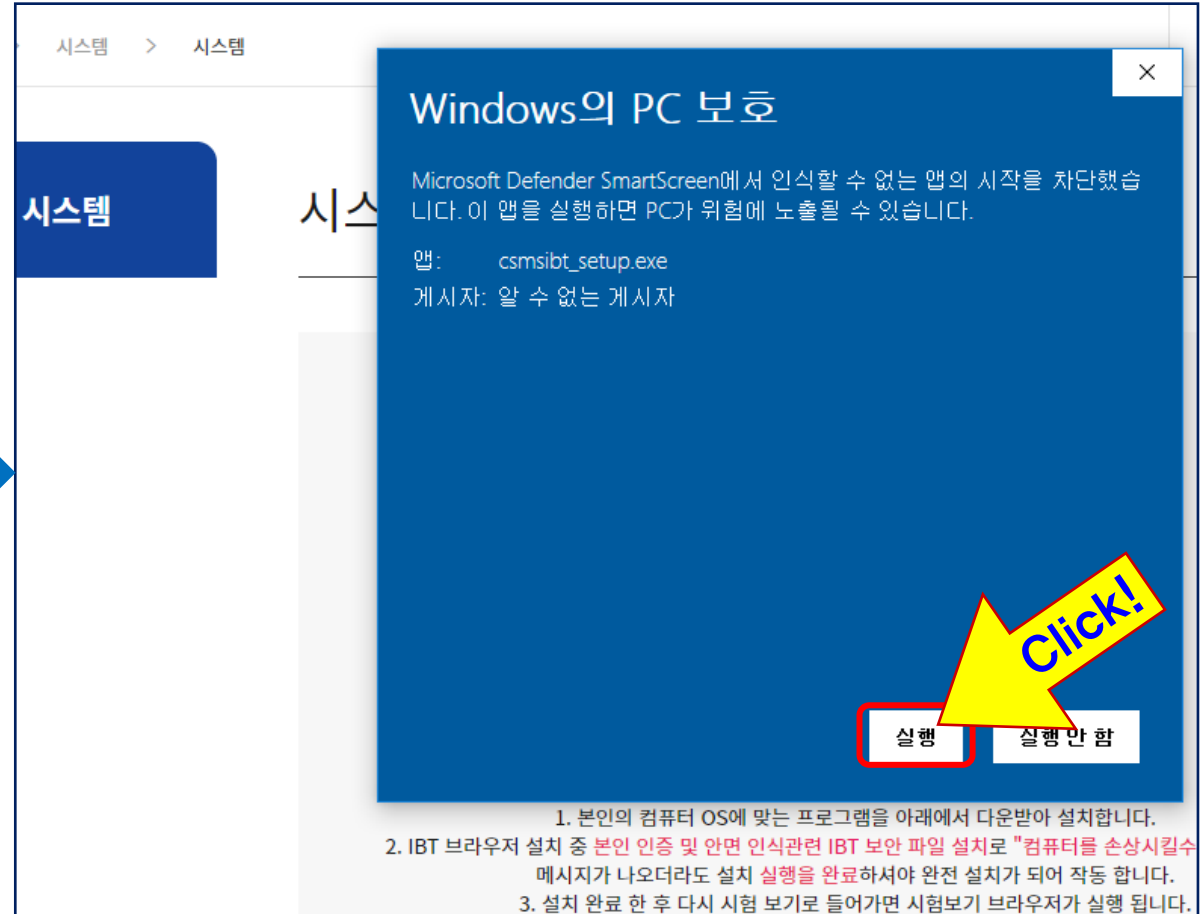 시스템 > 시스템
Windows의 PC 보호
Microsoft Defender SmartScreen에서 인식할 수 없는 앱의 시작을 차단했습
니다. 이 앱을 실행하면 PC가 위험에 노출될 수 있습니다.
시스템
시스
앱: csmsibt_setup.exe
게시자: 알 수 없는 게시자
Click!
실행
실행 안 함
1. 본인의 컴퓨터 OS에 맞는 프로그램을 아래에서 다운받아 설치합니다.
2. IBT 브라우저 설치 중 본인 인증 및 안면 인식관련 IBT 보안 파일 설치로 "컴퓨터를 손상시킬수
메시지가 나오더라도 설치 실행을 완료하셔야 완전 설치가 되어 작동 합니다.
3. 설치 완료 한 후 다시 시험 보기로 들어가면 시험보기 브라우저가 실행 됩니다.